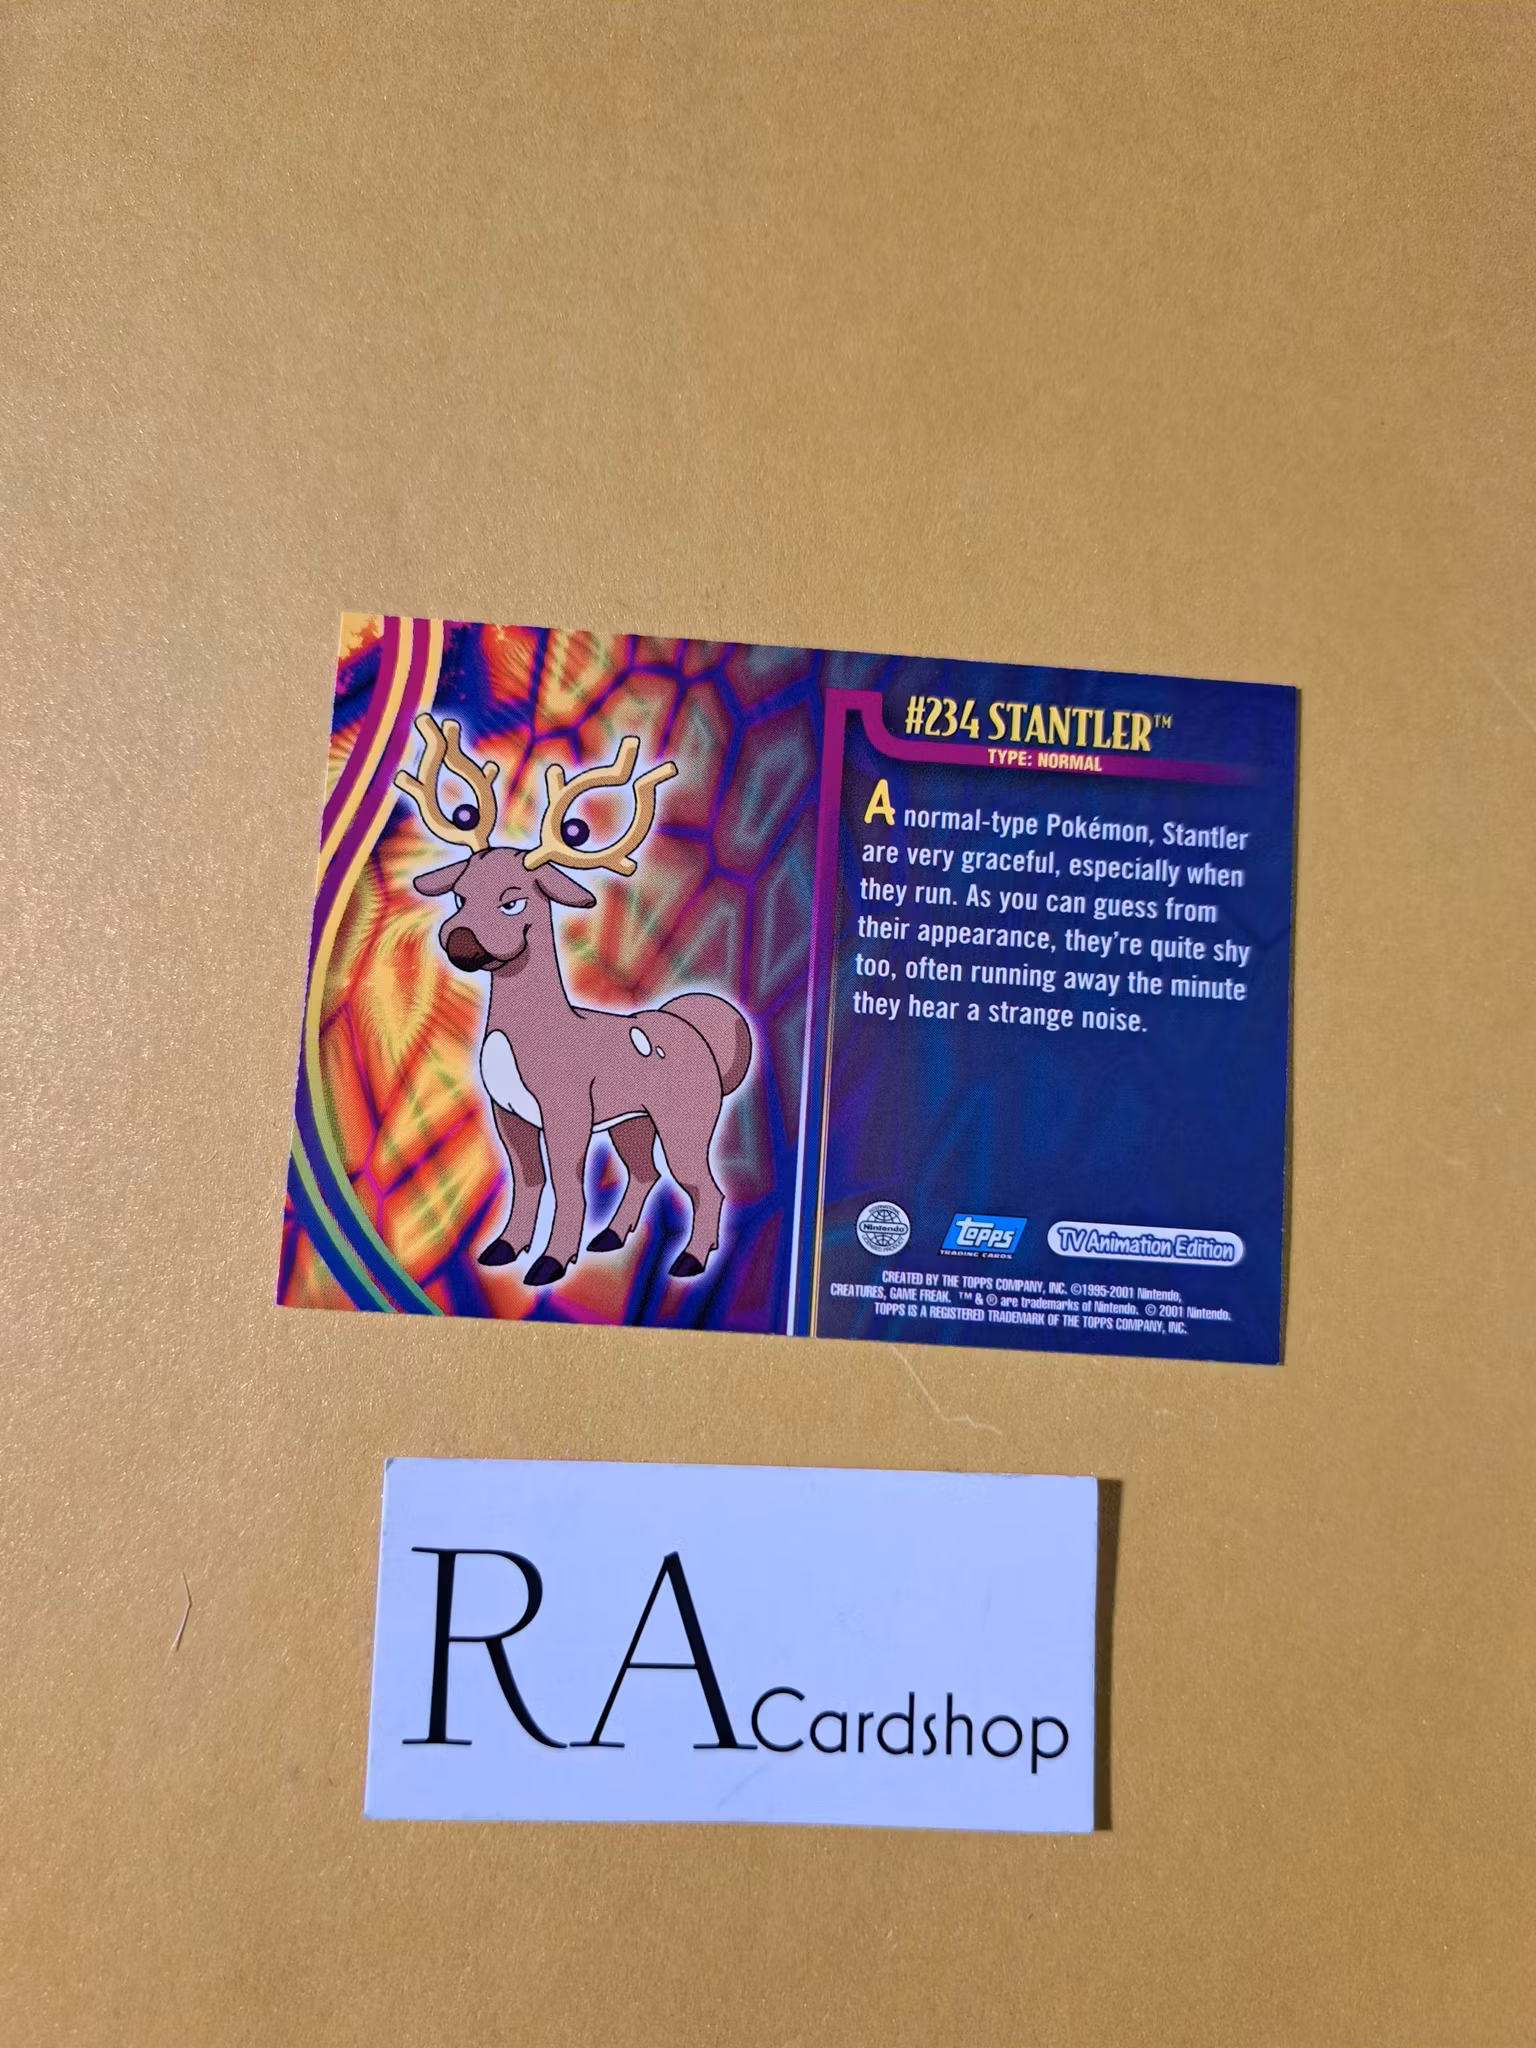 #234 STANTLER™
TYPE: NORMAL
A normal-type Pokémon, Stantler
are very graceful, especially when
they run. As you can guess from
their appearance, they're quite shy
too, often running away the minute
they hear a strange noise.
Nintendo
topps
TRADING CARDS
TV Animation Edition
CREATED BY THE TOPPS COMPANY, INC. ©1995-2001 Nintendo,
CREATURES, GAME FREAK. ™ & ® are trademarks of Nintendo. © 2001 Nintendo.
TOPPS IS A REGISTERED TRADEMARK OF THE TOPPS COMPANY, INC.
RA Cardshop